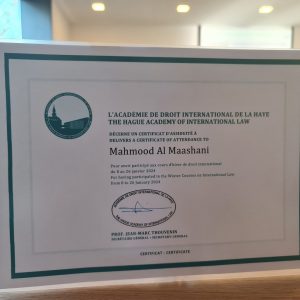 L'ACADÉMIE DE DROIT INTERNATIONAL DE LA HAYE
THE HAGUE ACADEMY OF INTERNATIONAL LAW
DÉCERNE UN CERTIFICAT D'ASSIDUITÉ A
DELIVERS A CERTIFICATE OF ATTENDANCE TO
Mahmood Al Maashani
Pour avoir participé aux cours d'hiver de droit international
du 8 au 26 janvier 2024
For having participated in the Winter Courses on International Law
from 8 to 26 January 2024
PROF. JEAN-MARC THOUVENIN
SECRÉTAIRE GÉNÉRAL - SECRETARY-GENERAL
CERTIFICAT - CERTIFICATE